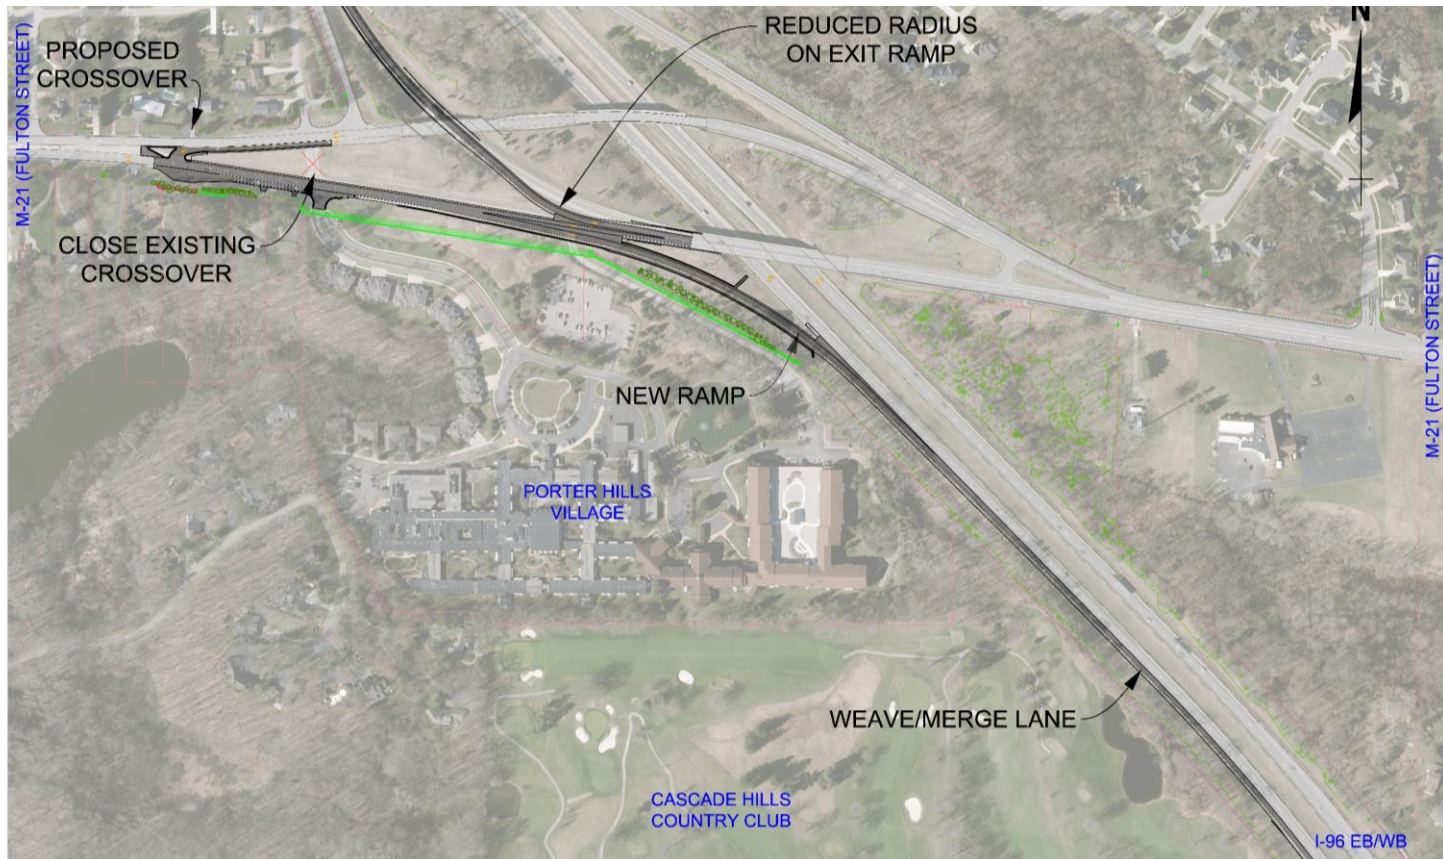 N
REDUCED RADIUS
ON EXIT RAMP
PROPOSED
CROSSOVER
M-21 (FULTON STREET)
CLOSE EXISTING
CROSSOVER
M-21 (FULTON STREET)
NEW RAMP
PORTER HILLS
VILLAGE
WEAVE/MERGE LANE
CASCADE HILLS
COUNTRY CLUB
I-96 EB/WB